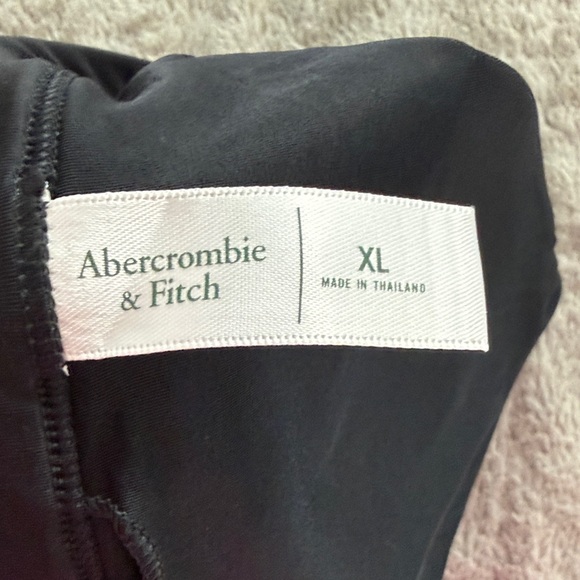 Abercrombie
& Fitch
XL
MADE IN THAILAND